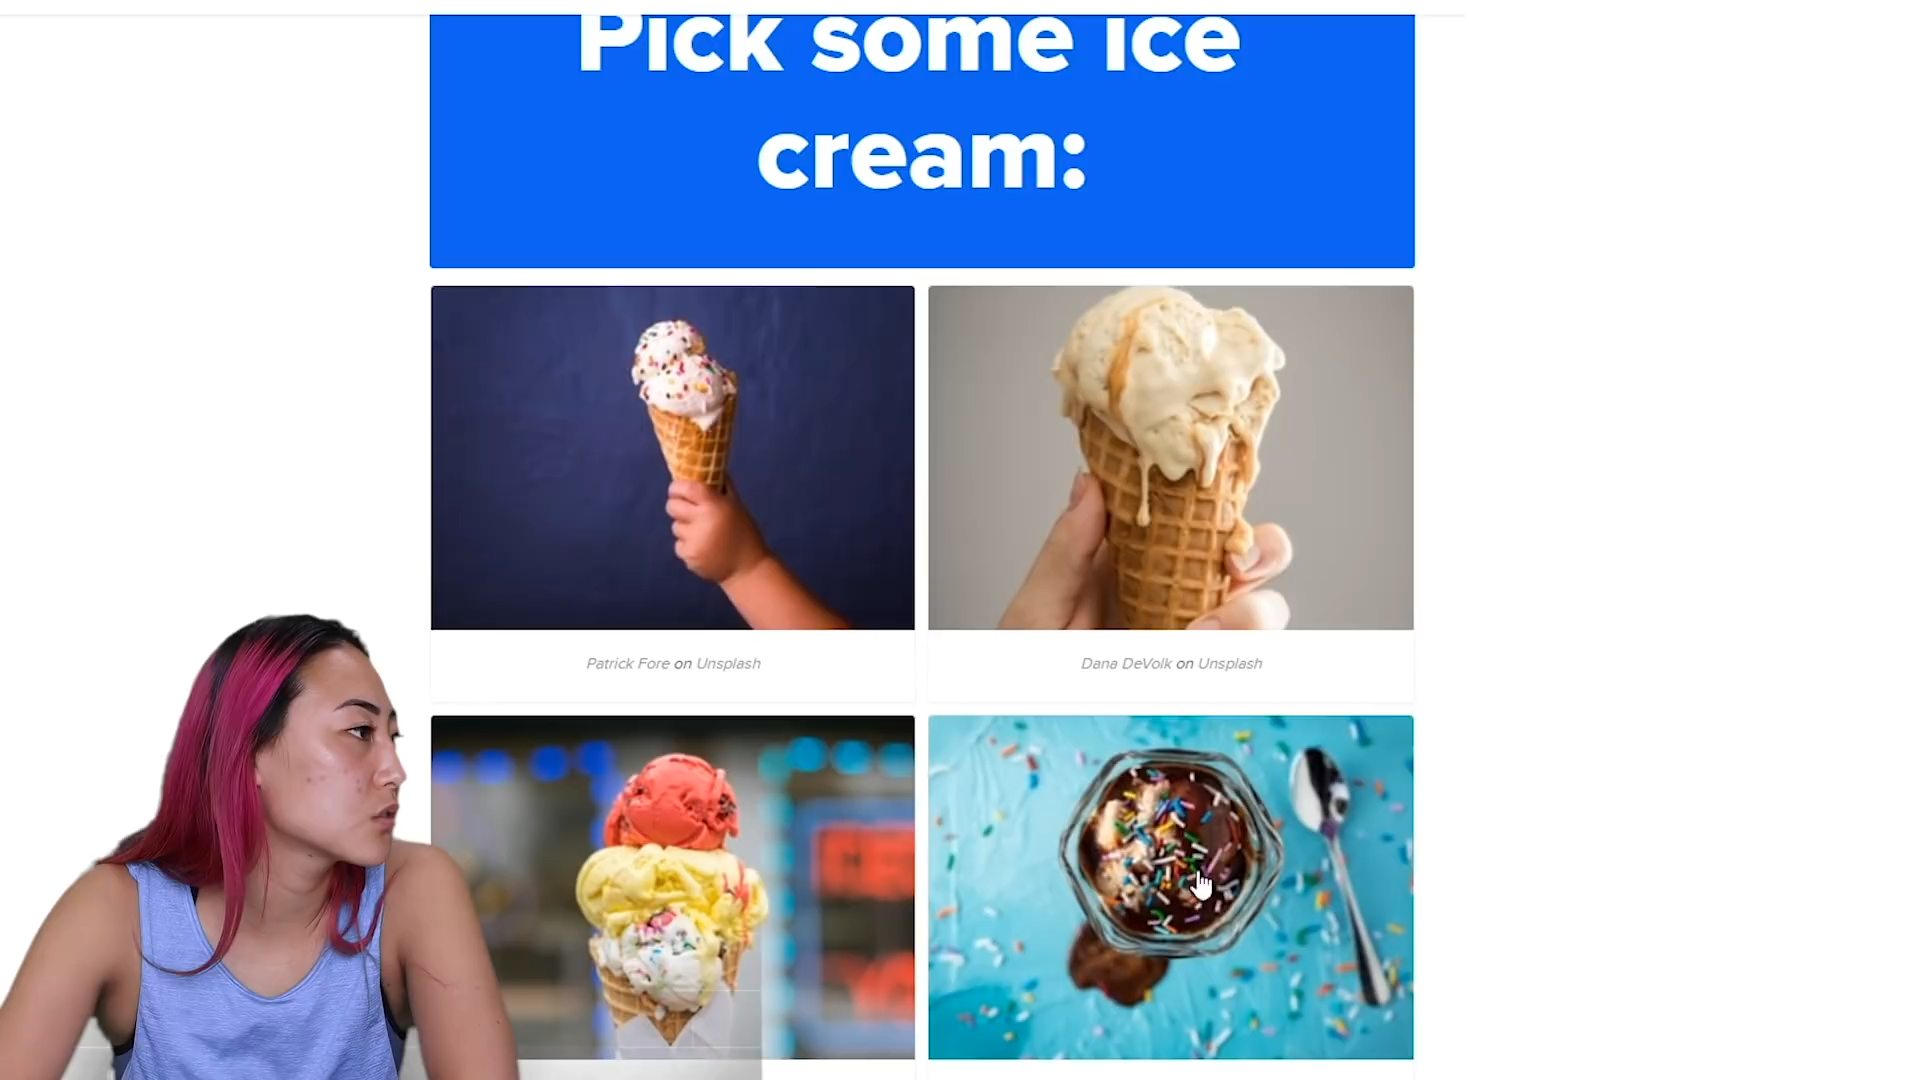 Pick some ice
cream:
Patrick Fore on Unsplash
Dana DeVolk on Unsplash